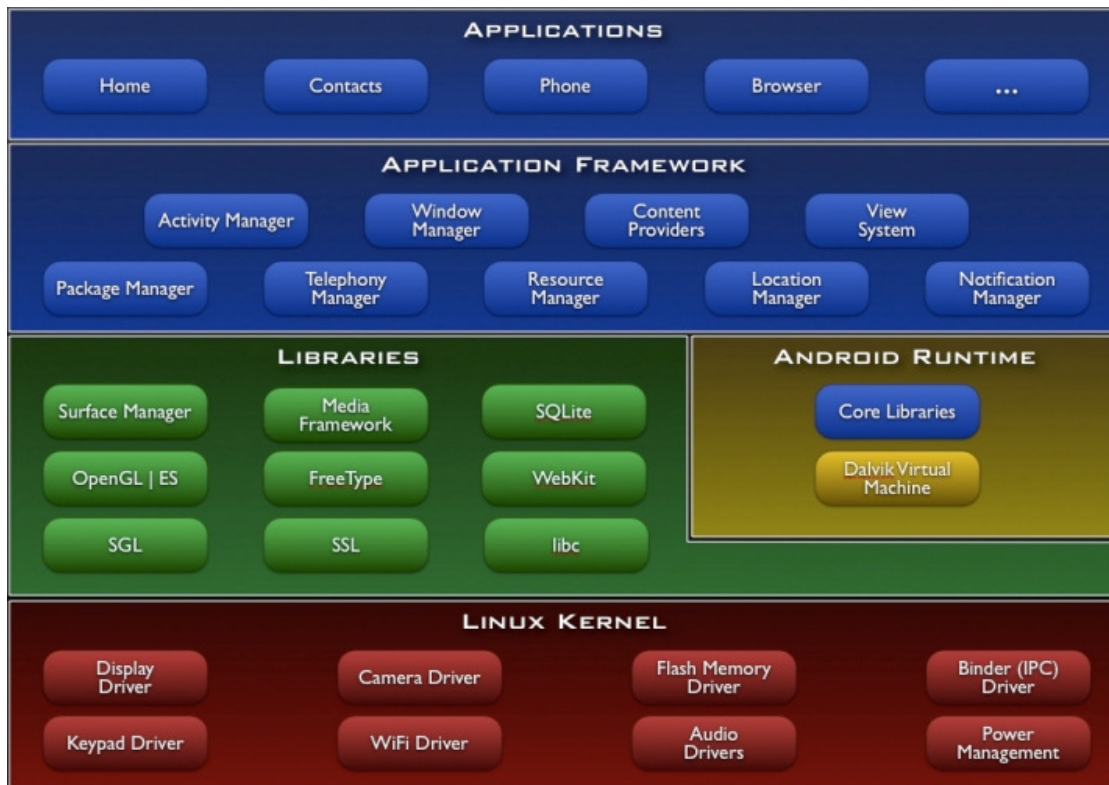 APPLICATIONS
Home
Contacts
Phone
Browser
...
APPLICATION FRAMEWORK
Activity Manager
Window
Manager
Content
Providers
View
System
Package Manager
Telephony
Manager
Resource
Manager
Location
Manager
Notification
Manager
LIBRARIES
Surface Manager
Media
Framework
SQLite
OpenGL | ES
FreeType
WebKit
SGL
SSL
libc
ANDROID RUNTIME
Core Libraries
Dalvik Virtual
Machine
LINUX KERNEL
Display
Driver
Camera Driver
Flash Memory
Driver
Binder (IPC)
Driver
Keypad Driver
WiFi Driver
Audio
Drivers
Power
Management